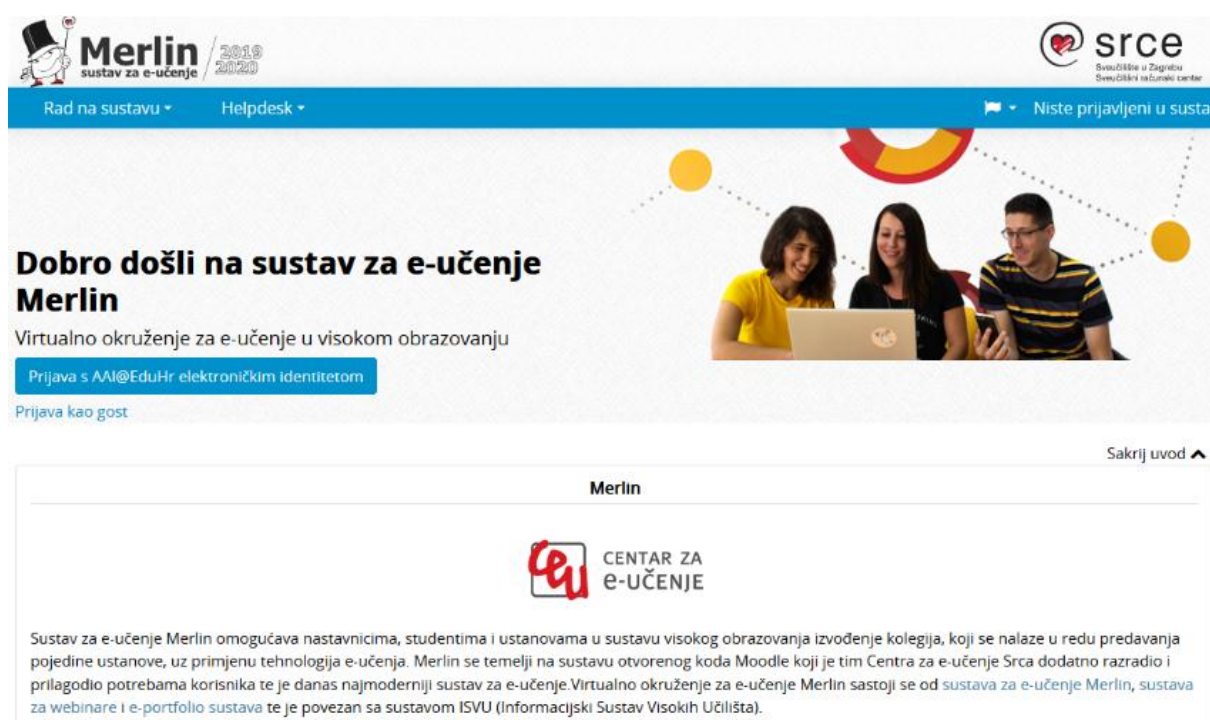 Merlin
sustav za e-učenje
2019
2020
srce
Sveučilište u Zagrebu
Sveučilišni računski centar
Rad na sustavu
Helpdesk
Niste prijavljeni u susta
Dobro došli na sustav za e-učenje
Merlin
Virtualno okruženje za e-učenje u visokom obrazovanju
Prijava s AAI@EduHr elektroničkim identitetom
Prijava kao gost
Sakrij uvod
Merlin
ceu
CENTAR ZA
e-UČENJE
Sustav za e-učenje Merlin omogućava nastavnicima, studentima i ustanovama u sustavu visokog obrazovanja izvođenje kolegija, koji se nalaze u redu predavanja
pojedine ustanove, uz primjenu tehnologija e-učenja. Merlin se temelji na sustavu otvorenog koda Moodle koji je tim Centra za e-učenje Srca dodatno razradio i
prilagodio potrebama korisnika te je danas najmoderniji sustav za e-učenje.Virtualno okruženje za e-učenje Merlin sastoji se od sustava za e-učenje Merlin, sustava
za webinare i e-portfolio sustava te je povezan sa sustavom ISVU (Informacijski Sustav Visokih Učilišta).